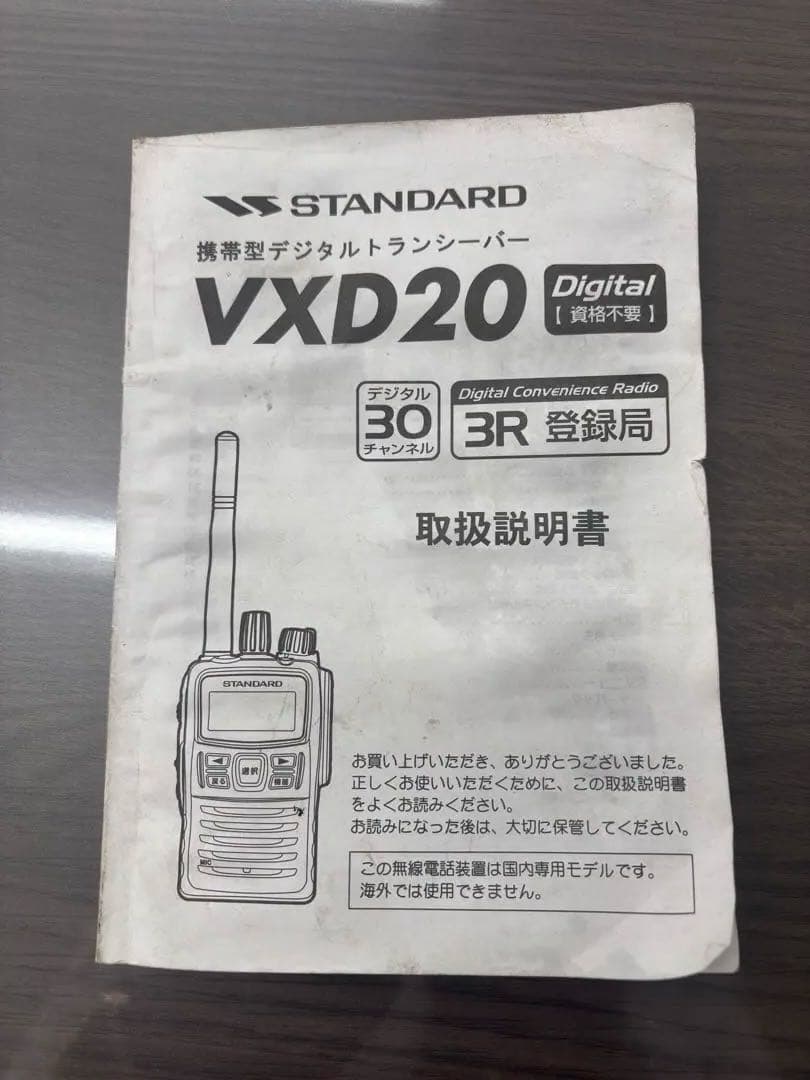 STANDARD
携帯型デジタルトランシーバー
VXD20
Digital
【 資格不要 】
デジタル
30
チャンネル
Digital Convenience Radio
3R 登録局
取扱説明書
STANDARD
選択
戻る
機能
MIC
お買い上げいただき、ありがとうございました。
正しくお使いいただくために、この取扱説明書
をよくお読みください。
お読みになった後は、大切に保管してください。
この無線電話装置は国内専用モデルです。
海外では使用できません。